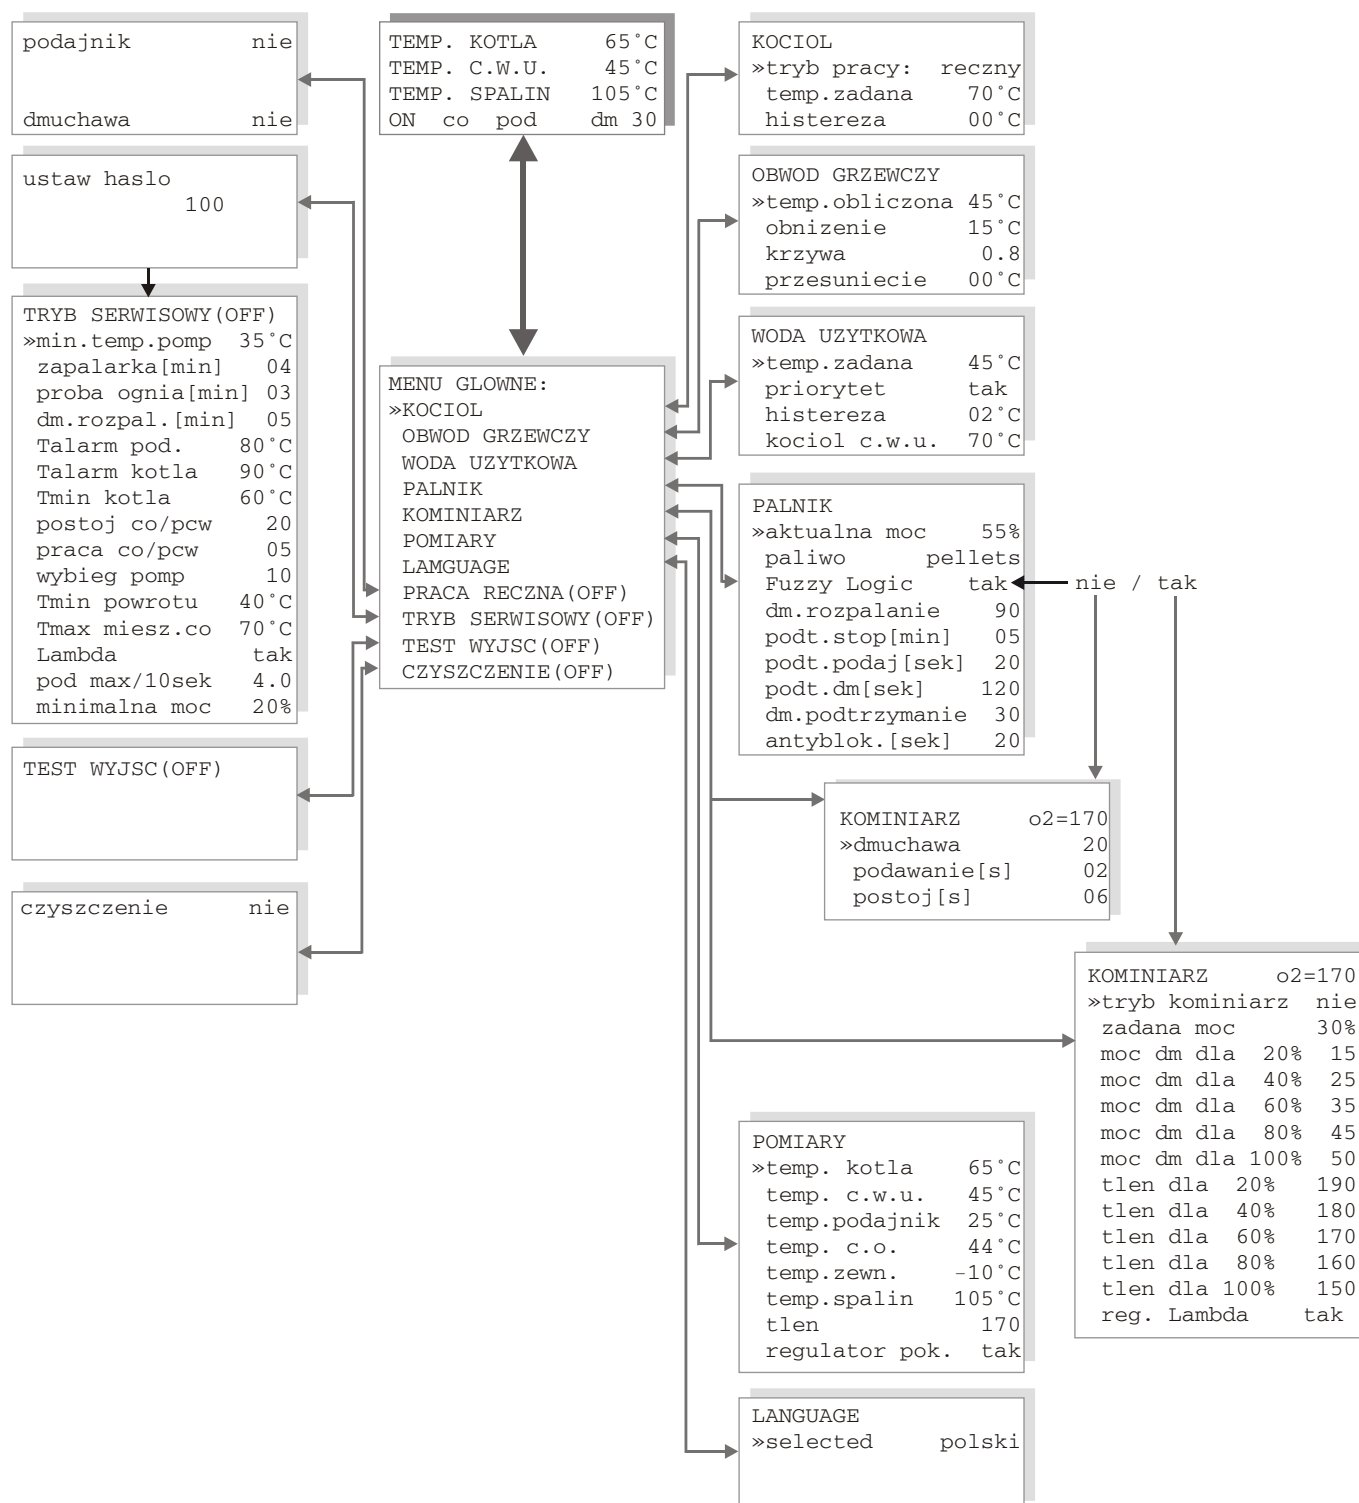 podajnik nie
dmuchawa nie
ustaw haslo
100
TRYB SERWISOWY(OFF)
»min.temp.pomp 35°C
zapalarka[min] 04
proba ognia[min] 03
dm.rozpal.[min] 05
Talarm pod. 80°C
Talarm kotla 90°C
Tmin kotla 60°C
postoj co/pcw 20
praca co/pcw 05
wybieg pomp 10
Tmin powrotu 40°C
Tmax miesz.co 70°C
Lambda tak
pod max/10sek 4.0
minimalna moc 20%
TEST WYJSC(OFF)
czyszczenie nie
TEMP. KOTLA 65°C
TEMP. C.W.U. 45°C
TEMP. SPALIN 105°C
ON co pod dm 30
MENU GLOWNE:
»KOCIOL
OBWOD GRZEWCZY
WODA UZYTKOWA
PALNIK
KOMINIARZ
POMIARY
LAMGUAGE
PRACA RECZNA(OFF)
TRYB SERWISOWY(OFF)
TEST WYJSC(OFF)
CZYSZCZENIE(OFF)
KOCIOL
»tryb pracy: reczny
temp.zadana 70°C
histereza 00°C
OBWOD GRZEWCZY
»temp.obliczona 45°C
obnizenie 15°C
krzywa 0.8
przesuniecie 00°C
WODA UZYTKOWA
»temp.zadana 45°C
priorytet tak
histereza 02°C
kociol c.w.u. 70°C
PALNIK
»aktualna moc 55%
paliwo pellets
Fuzzy Logic tak
dm.rozpalanie 90
podt.stop[min] 05
podt.podaj[sek] 20
podt.dm[sek] 120
dm.podtrzymanie 30
antyblok.[sek] 20
nie / tak
KOMINIARZ o2=170
»dmuchawa 20
podawanie[s] 02
postoj[s] 06
KOMINIARZ o2=170
»tryb kominiarz nie
zadana moc 30%
moc dm dla 20% 15
moc dm dla 40% 25
moc dm dla 60% 35
moc dm dla 80% 45
moc dm dla 100% 50
tlen dla 20% 190
tlen dla 40% 180
tlen dla 60% 170
tlen dla 80% 160
tlen dla 100% 150
reg. Lambda tak
POMIARY
»temp. kotla 65°C
temp. c.w.u. 45°C
temp.podajnik 25°C
temp. c.o. 44°C
temp.zewn. -10°C
temp.spalin 105°C
tlen 170
regulator pok. tak
LANGUAGE
»selected polski